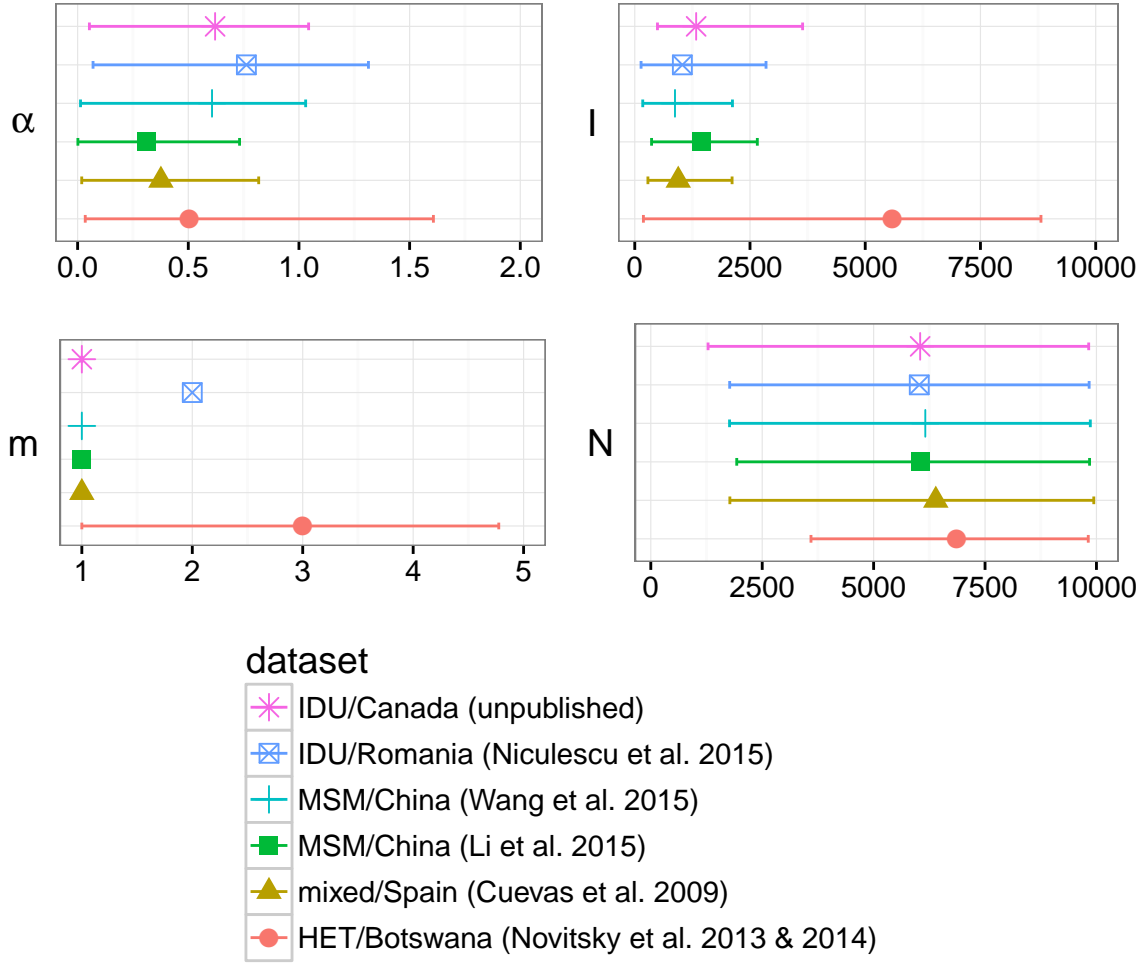 α
0.0 0.5 1.0 1.5 2.0
I
0 2500 5000 7500 10000
m
1 2 3 4 5
N
0 2500 5000 7500 10000
dataset
IDU/Canada (unpublished)
IDU/Romania (Niculescu et al. 2015)
MSM/China (Wang et al. 2015)
MSM/China (Li et al. 2015)
mixed/Spain (Cuevas et al. 2009)
HET/Botswana (Novitsky et al. 2013 & 2014)